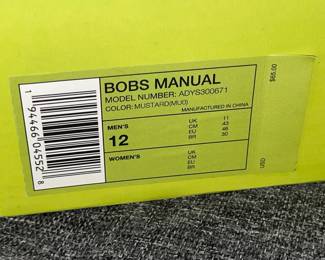 BOBS MANUAL
MODEL NUMBER: ADYS300671
COLOR: MUSTARD(MU0)
MANUFACTURED IN CHINA
MEN'S
12
UK 11
CM 43
EU 46
BR 50
WOMEN'S
UK
CM
EU
BR
$65.00
USD
1 94466 04552 8